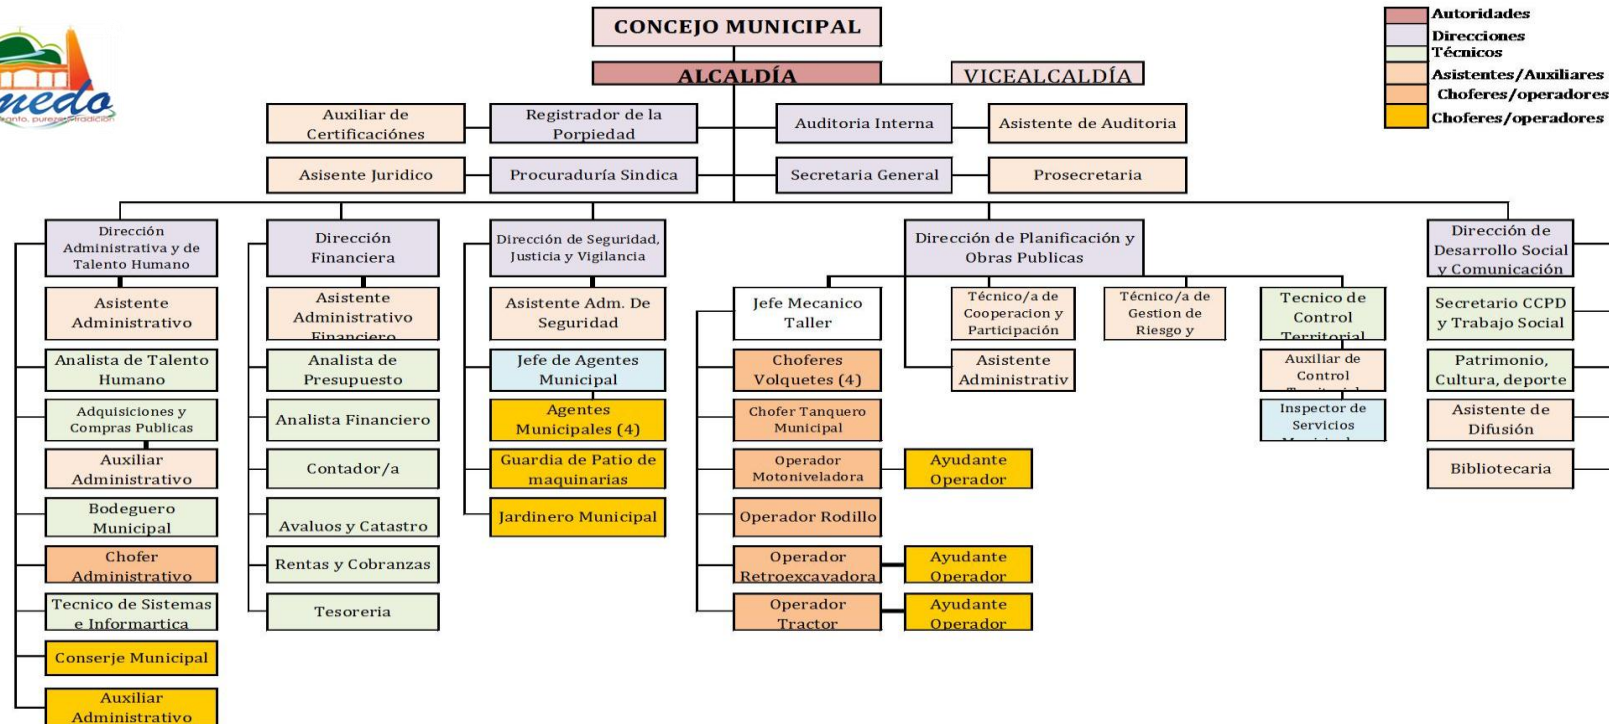 CONCEJO MUNICIPAL
ALCALDÍA
VICEALCALDÍA
Autoridades
Direcciones
Técnicos
Asistentes/Auxiliares
Choferes/operadores
Choferes/operadores
medo
Auxiliar de
Certificaciónes
Registrador de la
Porpiedad
Auditoria Interna
Asistente de Auditoria
Asisente Juridico
Procuraduría Sindica
Secretaria General
Prosecretaria
Dirección
Administrativa y de
Talento Humano
Asistente
Administrativo
Analista de Talento
Humano
Adquisiciones y
Compras Publicas
Auxiliar
Administrativo
Bodeguero
Municipal
Chofer
Administrativo
Tecnico de Sistemas
e Informartica
Conserje Municipal
Auxiliar
Administrativo
Dirección
Financiera
Asistente
Administrativo
Financiero
Analista de
Presupuesto
Analista Financiero
Contador/a
Avaluos y Catastro
Rentas y Cobranzas
Tesoreria
Dirección de Seguridad,
Justicia y Vigilancia
Asistente Adm. De
Seguridad
Jefe de Agentes
Municipal
Agentes
Municipales (4)
Guardia de Patio de
maquinarias
Jardinero Municipal
Dirección de Planificación y
Obras Publicas
Jefe Mecanico
Taller
Choferes
Volquetes (4)
Chofer Tanquero
Municipal
Operador
Motoniveladora
Ayudante
Operador
Operador Rodillo
Operador
Retroexcavadora
Ayudante
Operador
Operador
Tractor
Ayudante
Operador
Técnico/a de
Cooperacion y
Participación
Asistente
Administrativ
Técnico/a de
Gestion de
Riesgo y
Tecnico de
Control
Territorial
Auxiliar de
Control
Inspector de
Servicios
Dirección de
Desarrollo Social
y Comunicación
Secretario CCPD
y Trabajo Social
Patrimonio,
Cultura, deporte
Asistente de
Difusión
Bibliotecaria